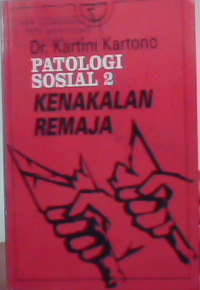 Dr. Kartini Kartono
PATOLOGI
SOSIAL 2
KENAKALAN
REMAJA